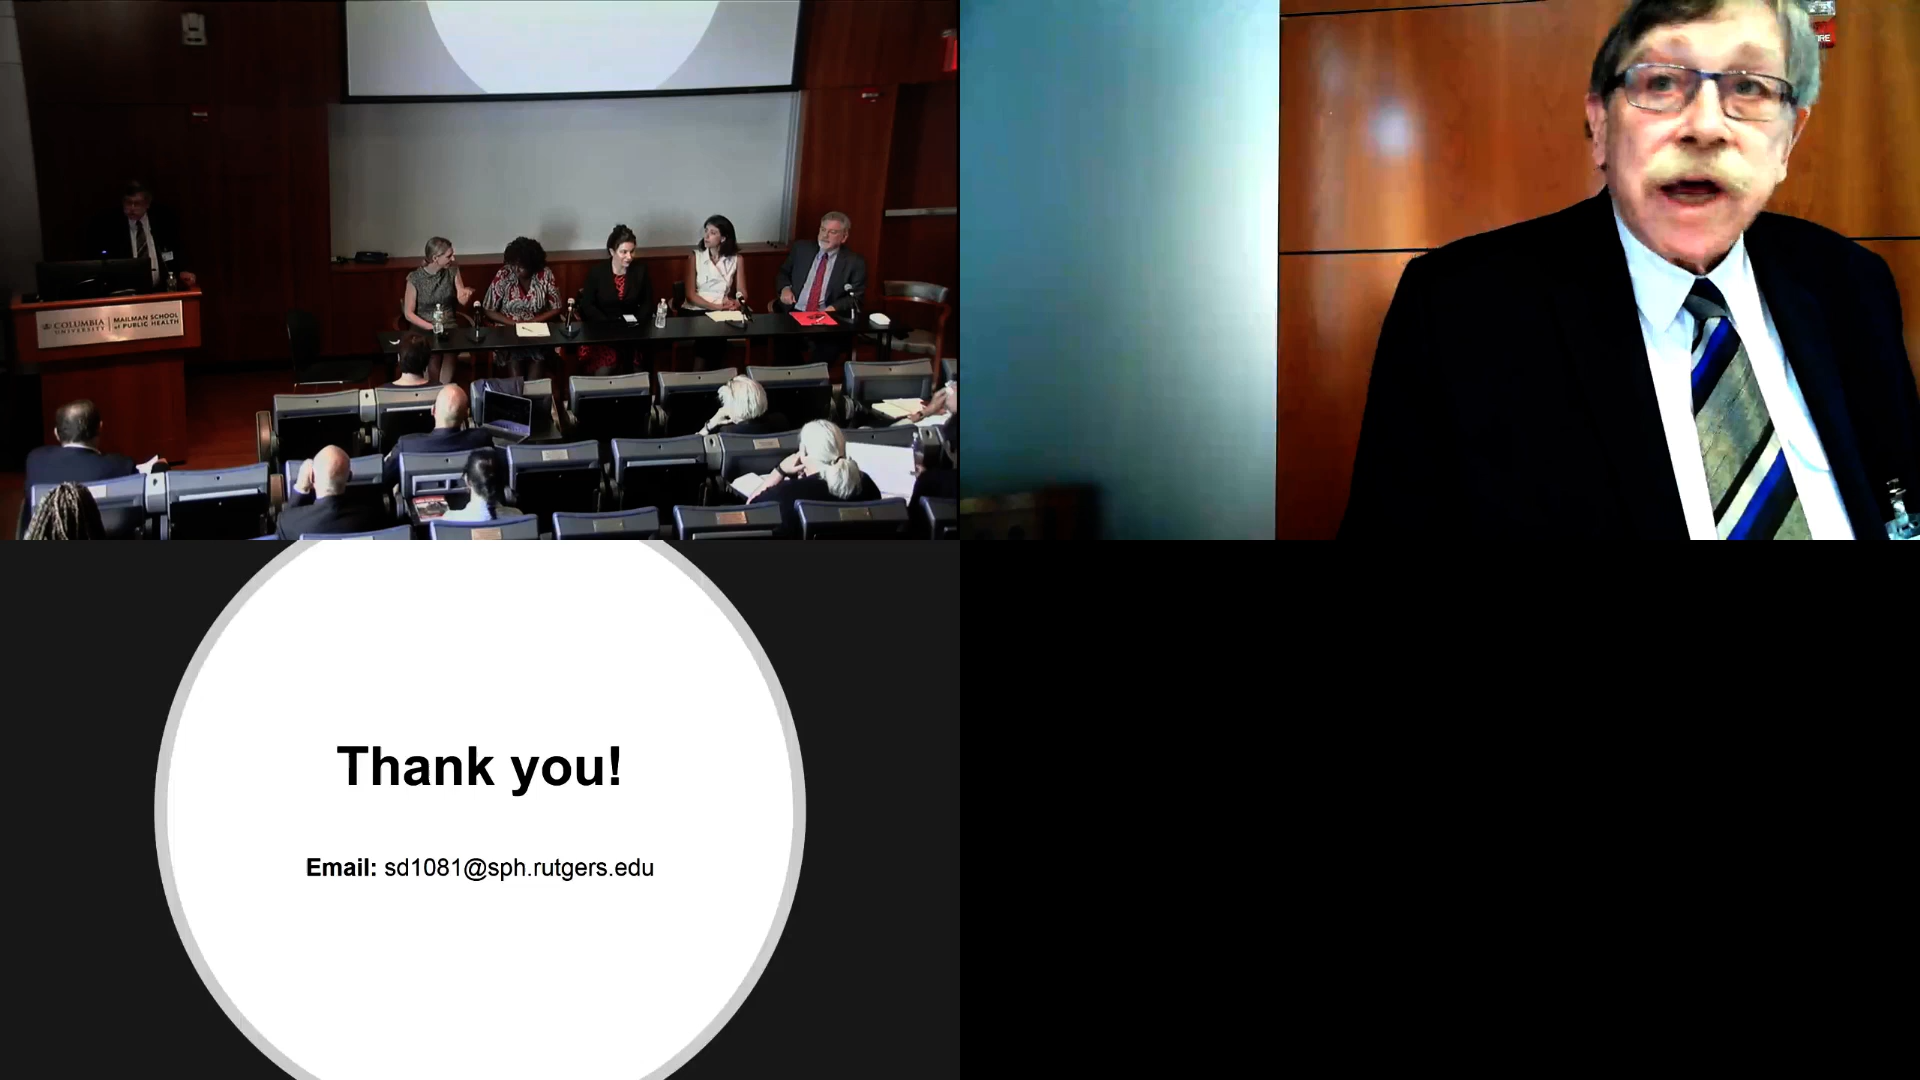 COLUMBIA UNIVERSITY
MAILMAN SCHOOL
of PUBLIC HEALTH
Thank you!
Email: sd1081@sph.rutgers.edu